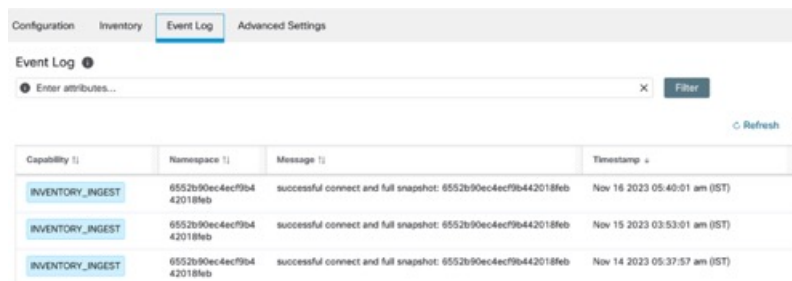 Configuration Inventory Event Log Advanced Settings
Event Log
Enter attributes... × Filter
Refresh
Capability Namespace Message Timestamp
INVENTORY_INGEST 6552b90ec4ecf9b4 successful connect and full snapshot: 6552b90ec4ecf9b442018feb Nov 16 2023 05:40:01 am (IST)
42018feb
INVENTORY_INGEST 6552b90ec4ecf9b4 successful connect and full snapshot: 6552b90ec4ecf9b442018feb Nov 15 2023 03:53:01 am (IST)
42018feb
INVENTORY_INGEST 6552b90ec4ecf9b4 successful connect and full snapshot: 6552b90ec4ecf9b442018feb Nov 14 2023 05:37:57 am (IST)
42018feb